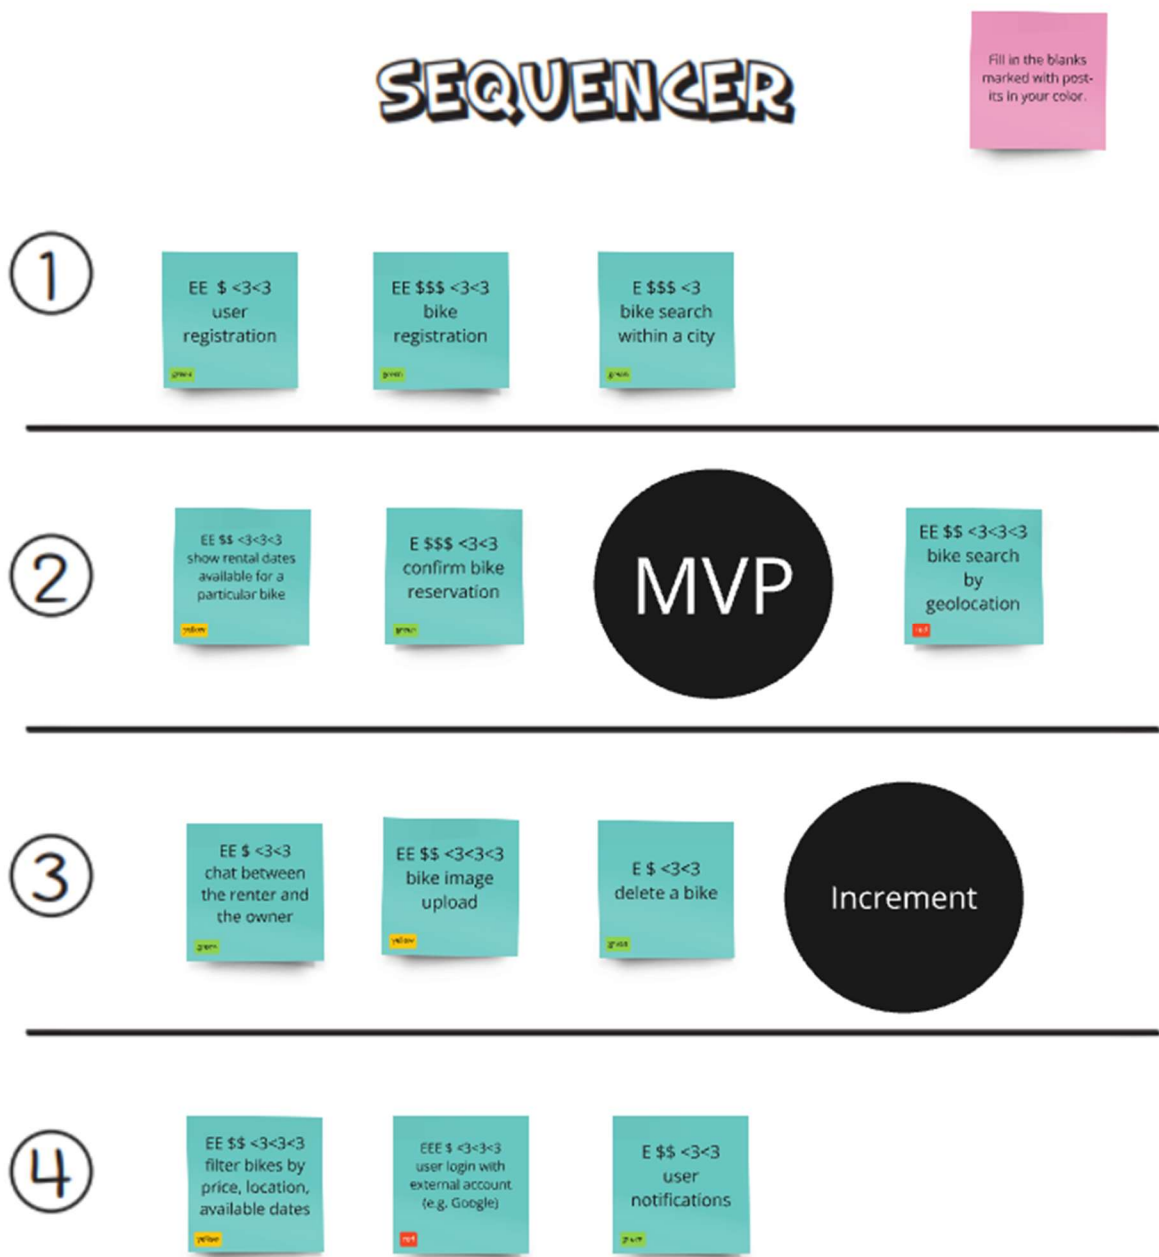 SEQUENCER
Fill in the blanks
marked with post-
its in your color.
1
EE $ <3<3
user
registration
green
EE $$$ <3<3
bike
registration
green
E $$$ <3
bike search
within a city
green
2
EE $$ <3<3<3
show rental dates
available for a
particular bike
yellow
E $$$ <3<3
confirm bike
reservation
green
MVP
EE $$ <3<3<3
bike search
by
geolocation
red
3
EE $ <3<3
chat between
the renter and
the owner
green
EE $$ <3<3<3
bike image
upload
yellow
E $ <3<3
delete a bike
green
Increment
4
EE $$ <3<3<3
filter bikes by
price, location,
available dates
yellow
EEE $ <3<3<3
user login with
external account
(e.g. Google)
red
E $$ <3<3
user
notifications
green